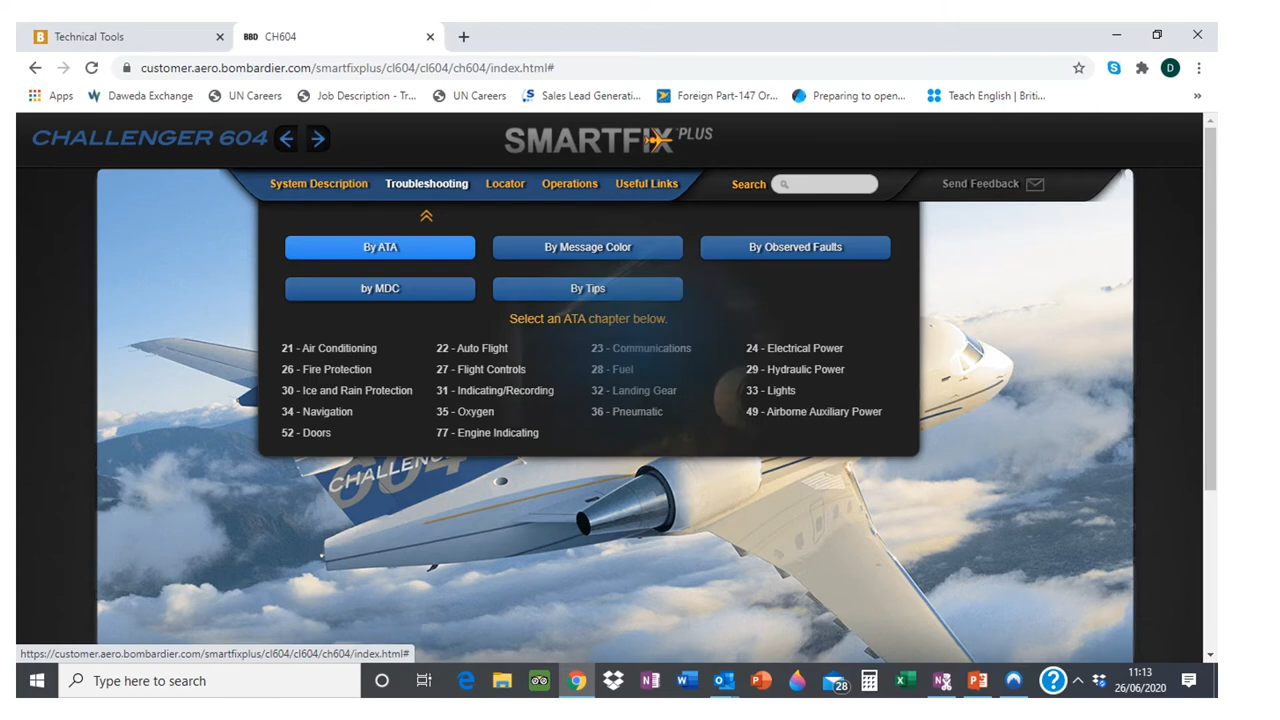 Technical Tools
BBD CH604
customer.aero.bombardier.com/smartfixplus/cl604/cl604/ch604/index.html#
D
Apps Daweda Exchange UN Careers Job Description - Tr... UN Careers Sales Lead Generati... Foreign Part-147 Or... Preparing to open... Teach English | Briti... »
CHALLENGER 604
SMARTFIX PLUS
System Description Troubleshooting Locator Operations Useful Links Search Send Feedback
By ATA By Message Color By Observed Faults
by MDC By Tips
Select an ATA chapter below.
21 - Air Conditioning 22 - Auto Flight 23 - Communications 24 - Electrical Power
26 - Fire Protection 27 - Flight Controls 28 - Fuel 29 - Hydraulic Power
30 - Ice and Rain Protection 31 - Indicating/Recording 32 - Landing Gear 33 - Lights
34 - Navigation 35 - Oxygen 36 - Pneumatic 49 - Airborne Auxiliary Power
52 - Doors 77 - Engine Indicating
CHALLENGER
604
https://customer.aero.bombardier.com/smartfixplus/cl604/cl604/ch604/index.html#
Type here to search
28
11:13
26/06/2020